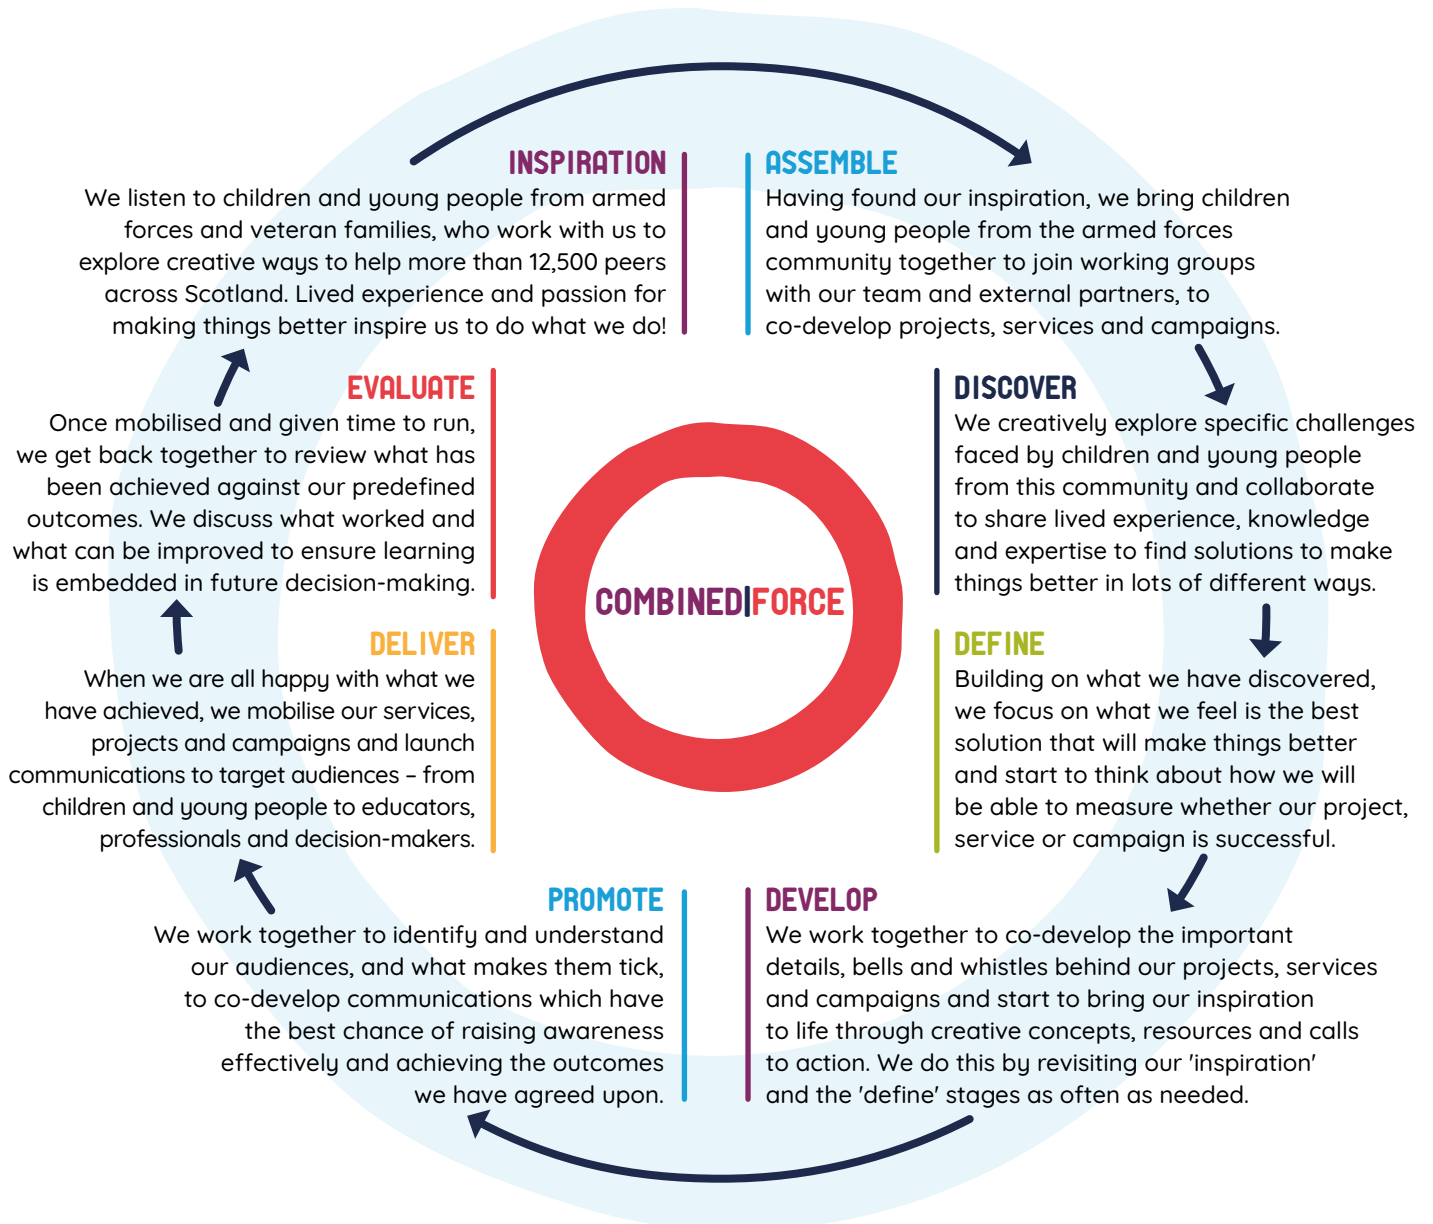 INSPIRATION
We listen to children and young people from armed
forces and veteran families, who work with us to
explore creative ways to help more than 12,500 peers
across Scotland. Lived experience and passion for
making things better inspire us to do what we do!
ASSEMBLE
Having found our inspiration, we bring children
and young people from the armed forces
community together to join working groups
with our team and external partners, to
co-develop projects, services and campaigns.
DISCOVER
We creatively explore specific challenges
faced by children and young people
from this community and collaborate
to share lived experience, knowledge
and expertise to find solutions to make
things better in lots of different ways.
DEFINE
Building on what we have discovered,
we focus on what we feel is the best
solution that will make things better
and start to think about how we will
be able to measure whether our project,
service or campaign is successful.
DEVELOP
We work together to co-develop the important
details, bells and whistles behind our projects, services
and campaigns and start to bring our inspiration
to life through creative concepts, resources and calls
to action. We do this by revisiting our 'inspiration'
and the 'define' stages as often as needed.
PROMOTE
We work together to identify and understand
our audiences, and what makes them tick,
to co-develop communications which have
the best chance of raising awareness
effectively and achieving the outcomes
we have agreed upon.
DELIVER
When we are all happy with what we
have achieved, we mobilise our services,
projects and campaigns and launch
communications to target audiences – from
children and young people to educators,
professionals and decision-makers.
EVALUATE
Once mobilised and given time to run,
we get back together to review what has
been achieved against our predefined
outcomes. We discuss what worked and
what can be improved to ensure learning
is embedded in future decision-making.
COMBINED|FORCE